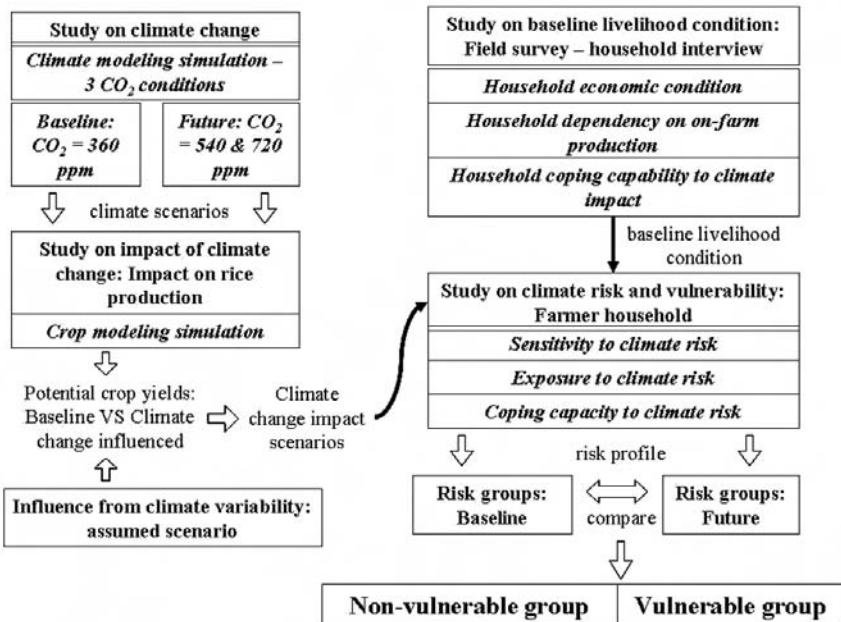 Study on climate change
Climate modeling simulation –
3 CO₂ conditions
Baseline:
CO₂ = 360
ppm
Future: CO₂
= 540 & 720
ppm
climate scenarios
Study on impact of climate
change: Impact on rice
production
Crop modeling simulation
Potential crop yields:
Baseline VS Climate
change influenced
Climate
change impact
scenarios
Influence from climate variability:
assumed scenario
Study on baseline livelihood condition:
Field survey – household interview
Household economic condition
Household dependency on on-farm
production
Household coping capability to climate
impact
baseline livelihood
condition
Study on climate risk and vulnerability:
Farmer household
Sensitivity to climate risk
Exposure to climate risk
Coping capacity to climate risk
risk profile
Risk groups:
Baseline
compare
Risk groups:
Future
Non-vulnerable group
Vulnerable group